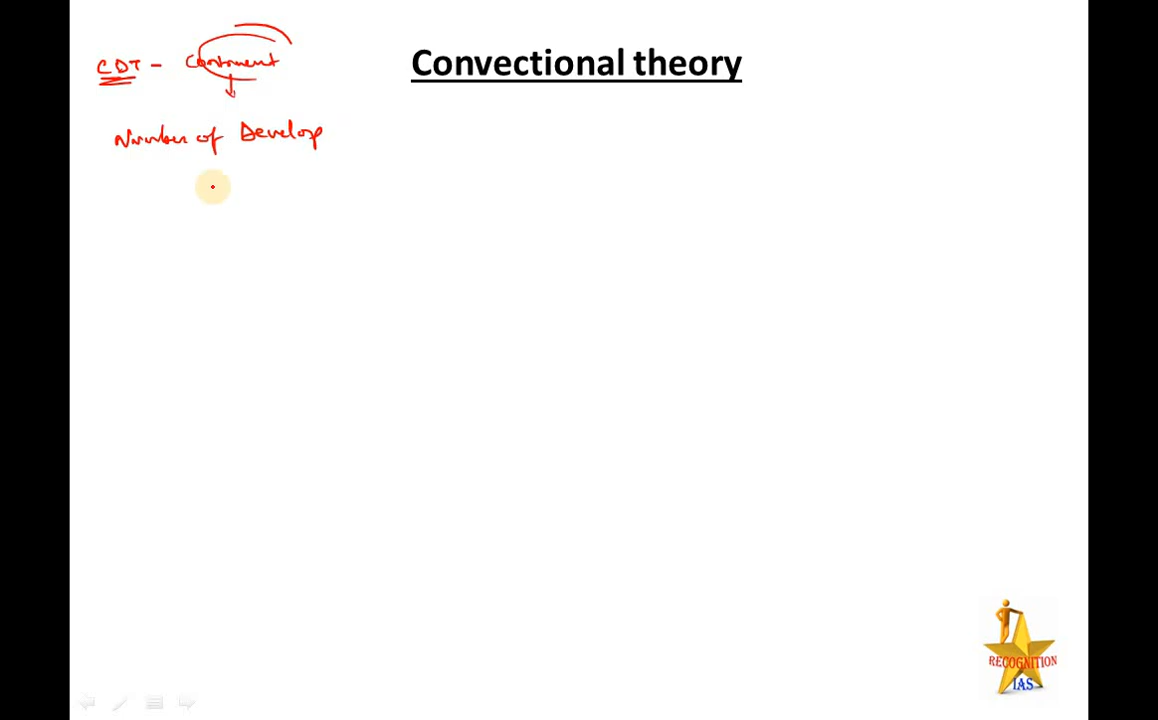 Convectional theory
CDT - Continent
Number of Develop
RECOGNITION
IAS